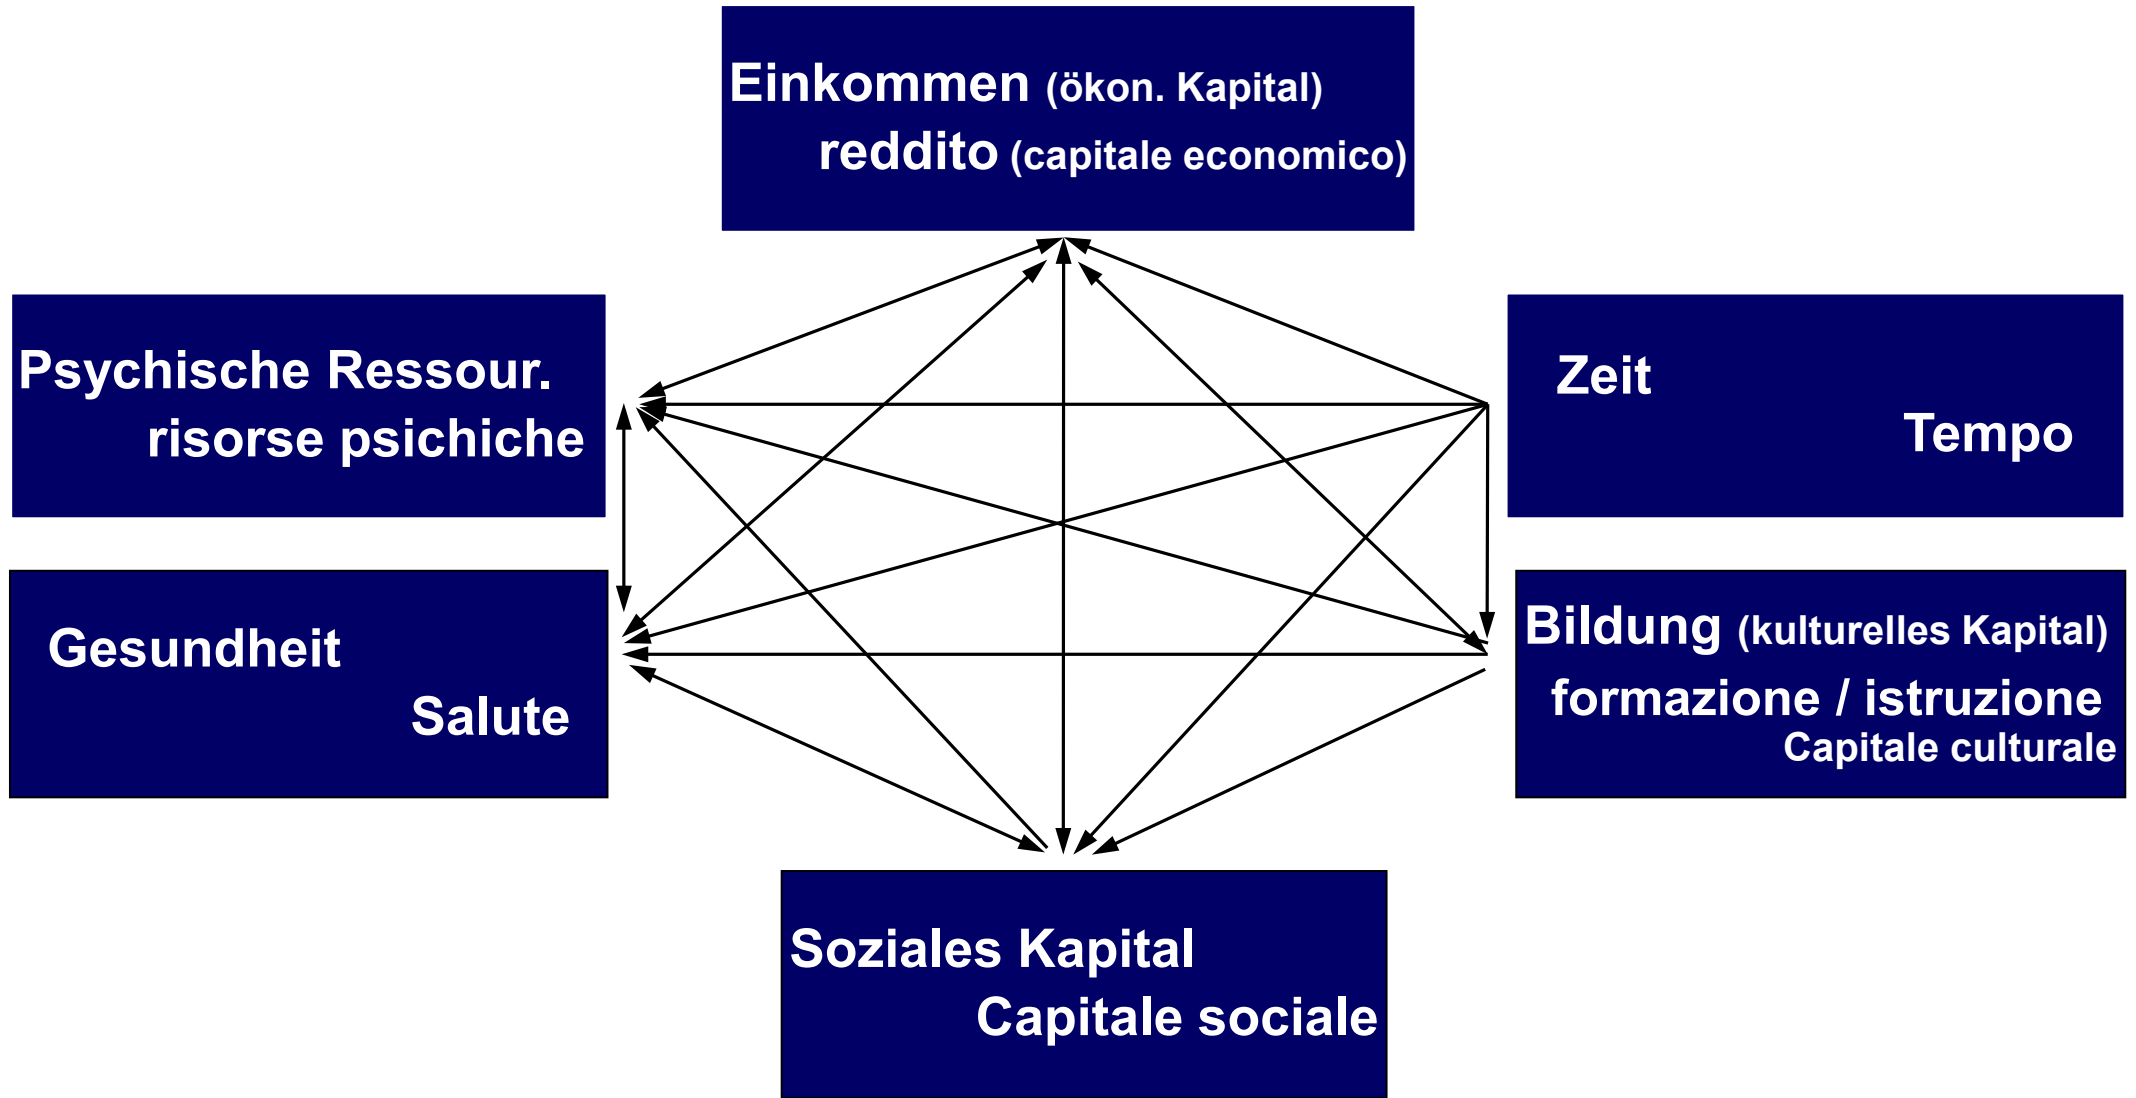 Einkommen (ökon. Kapital)
reddito (capitale economico)
Psychische Ressour.
risorse psichiche
Zeit
Tempo
Gesundheit
Salute
Bildung (kulturelles Kapital)
formazione / istruzione
Capitale culturale
Soziales Kapital
Capitale sociale